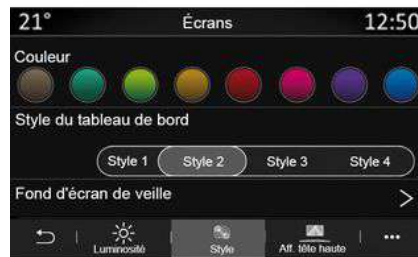 21° Écrans 12:50
Couleur
Style du tableau de bord
Style 1 Style 2 Style 3 Style 4
Fond d'écran de veille >
Luminosité Style Aff. tête haute ...